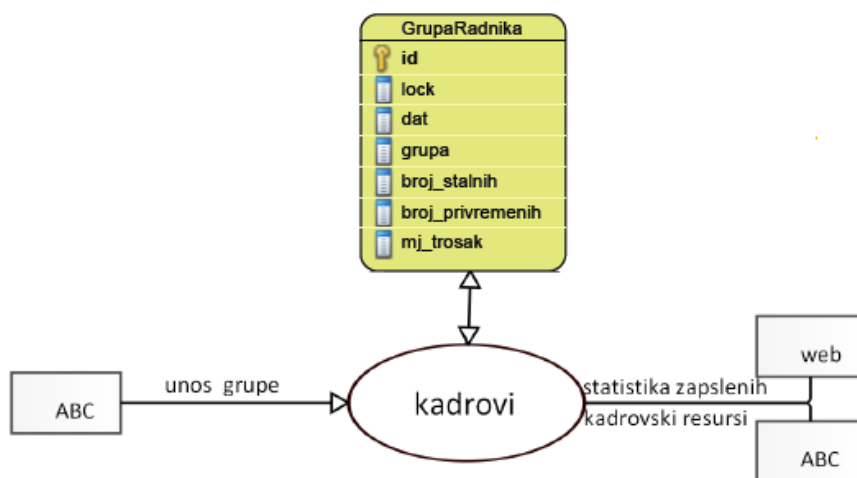 GrupaRadnika
id
lock
dat
grupa
broj_stalnih
broj_privremenih
mj_trosak
web
unos grupe
statistika zapslenih
ABC
kadrovi
kadrovski resursi
ABC